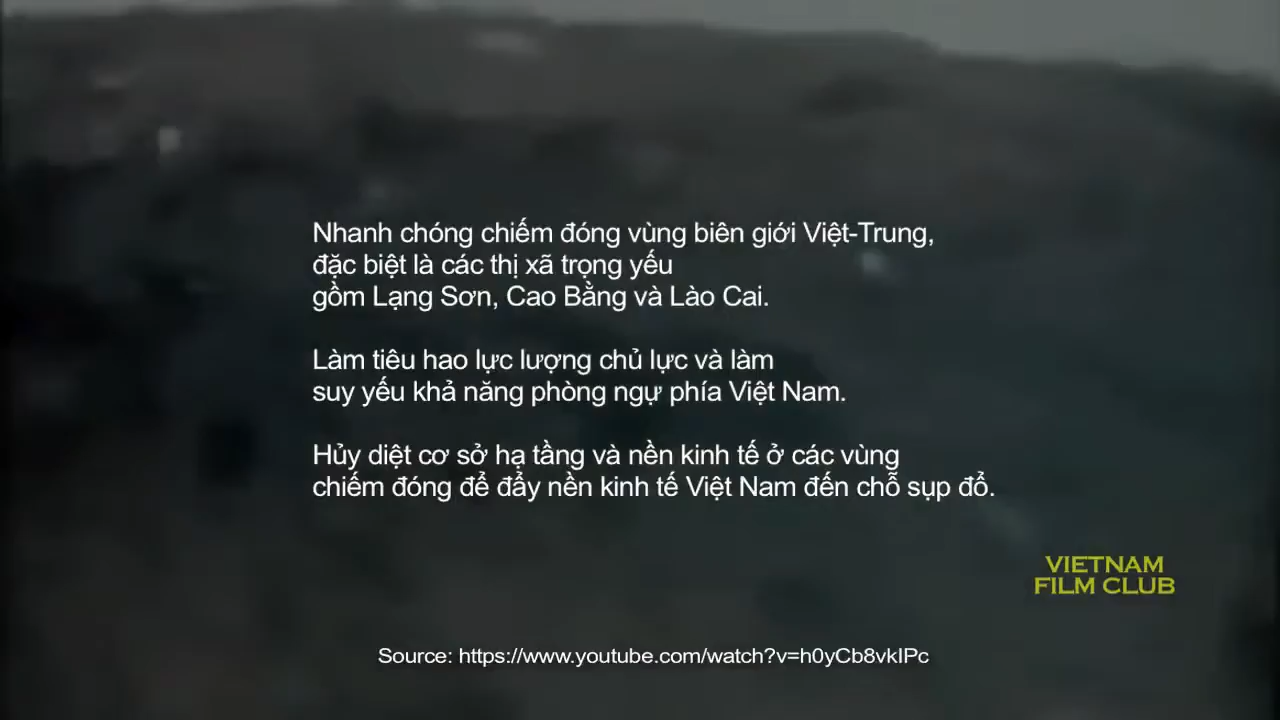 Nhanh chóng chiếm đóng vùng biên giới Việt-Trung,
đặc biệt là các thị xã trọng yếu
gồm Lạng Sơn, Cao Bằng và Lào Cai.
Làm tiêu hao lực lượng chủ lực và làm
suy yếu khả năng phòng ngự phía Việt Nam.
Hủy diệt cơ sở hạ tầng và nền kinh tế ở các vùng
chiếm đóng để đẩy nền kinh tế Việt Nam đến chỗ sụp đổ.
VIETNAM
FILM CLUB
Source: https://www.youtube.com/watch?v=h0yCb8vkIPc